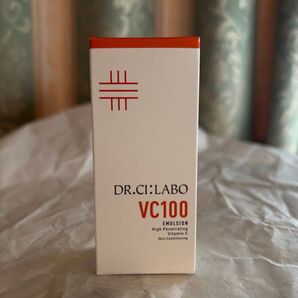 DR.CI:LABO
VC100
EMULSION
High Penetrating
Vitamin C
Skin Conditioning